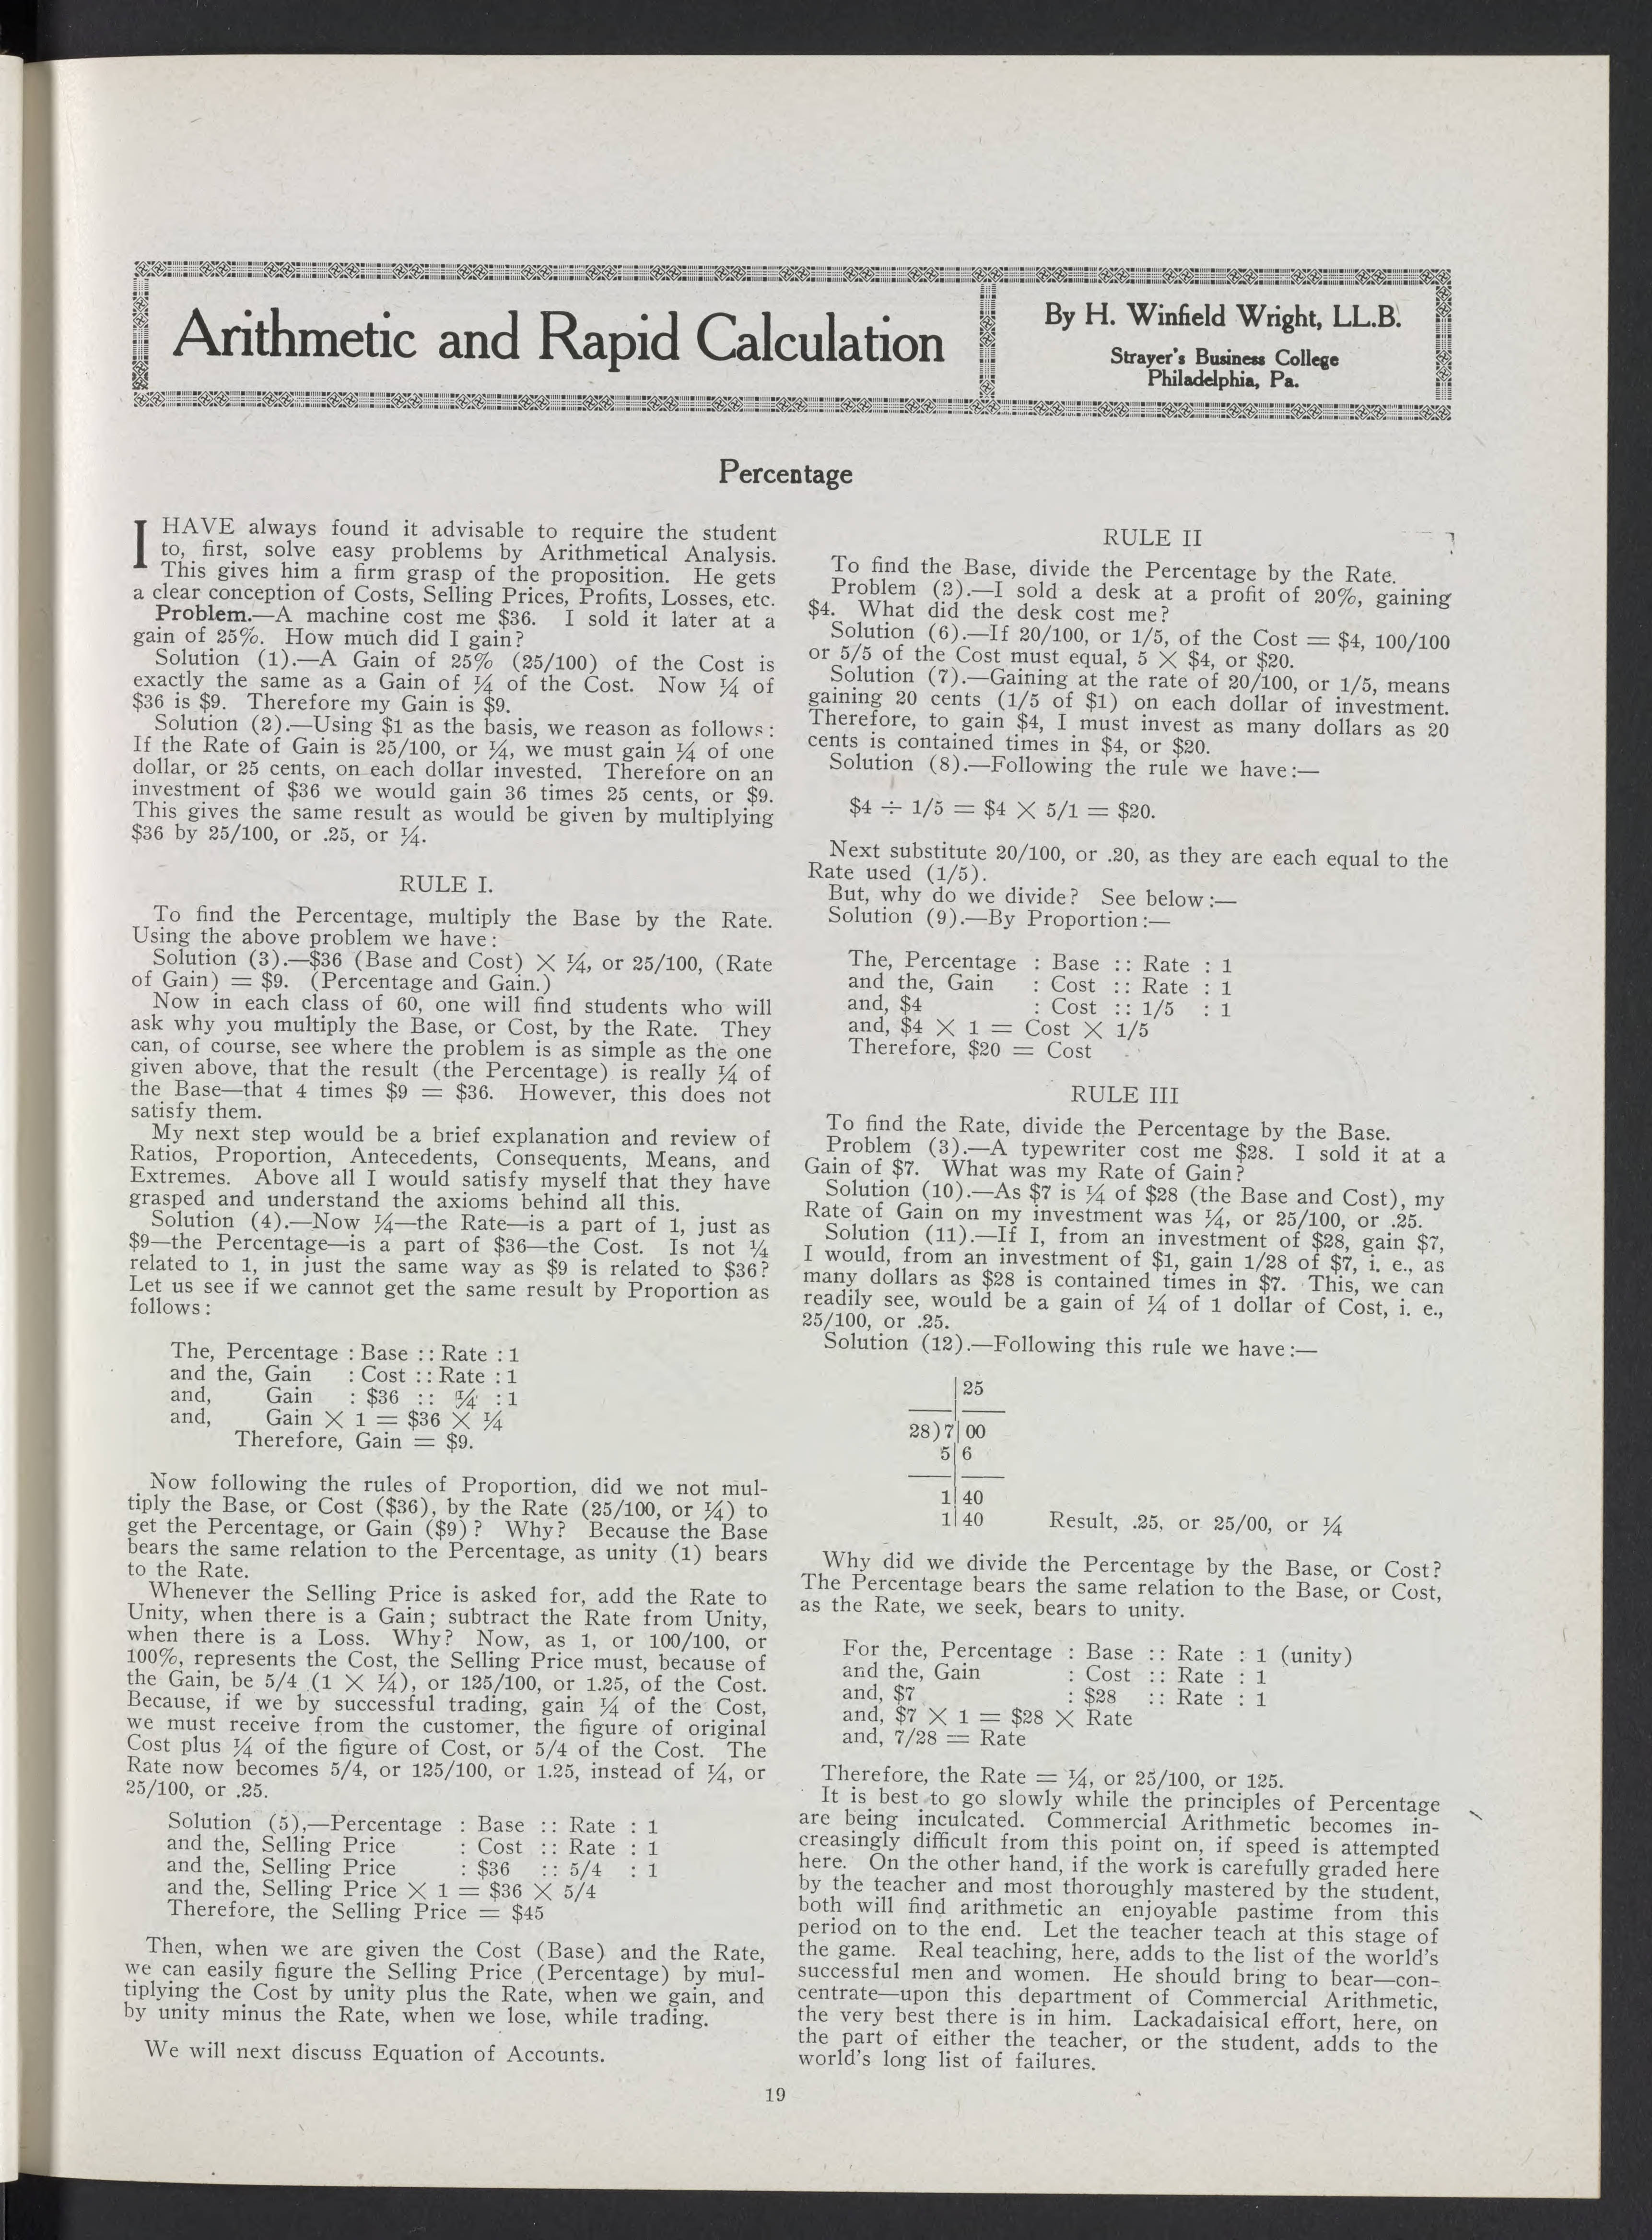 Arithmetic and Rapid Calculation
By H. Winfield Wright, LL.B.
Strayer's Business College
Philadelphia, Pa.
Percentage
I HAVE always found it advisable to require the student
to, first, solve easy problems by Arithmetical Analysis.
This gives him a firm grasp of the proposition. He gets
a clear conception of Costs, Selling Prices, Profits, Losses, etc.
Problem.—A machine cost me $36. I sold it later at a
gain of 25%. How much did I gain?
Solution (1).—A Gain of 25% (25/100) of the Cost is
exactly the same as a Gain of ¼ of the Cost. Now ¼ of
$36 is $9. Therefore my Gain is $9.
Solution (2).—Using $1 as the basis, we reason as follows:
If the Rate of Gain is 25/100, or ¼, we must gain ¼ of one
dollar, or 25 cents, on each dollar invested. Therefore on an
investment of $36 we would gain 36 times 25 cents, or $9.
This gives the same result as would be given by multiplying
$36 by 25/100, or .25, or ¼.
RULE I.
To find the Percentage, multiply the Base by the Rate.
Using the above problem we have:
Solution (3).—$36 (Base and Cost) × ¼, or 25/100, (Rate
of Gain) = $9. (Percentage and Gain.)
Now in each class of 60, one will find students who will
ask why you multiply the Base, or Cost, by the Rate. They
can, of course, see where the problem is as simple as the one
given above, that the result (the Percentage) is really ¼ of
the Base—that 4 times $9 = $36. However, this does not
satisfy them.
My next step would be a brief explanation and review of
Ratios, Proportion, Antecedents, Consequents, Means, and
Extremes. Above all I would satisfy myself that they have
grasped and understand the axioms behind all this.
Solution (4).—Now ¼—the Rate—is a part of 1, just as
$9—the Percentage—is a part of $36—the Cost. Is not ¼
related to 1, in just the same way as $9 is related to $36?
Let us see if we cannot get the same result by Proportion as
follows:
The, Percentage : Base :: Rate : 1
and the, Gain : Cost :: Rate : 1
and, Gain : $36 :: ¼ : 1
and, Gain × 1 = $36 × ¼
Therefore, Gain = $9.
Now following the rules of Proportion, did we not mul-
tiply the Base, or Cost ($36), by the Rate (25/100, or ¼) to
get the Percentage, or Gain ($9)? Why? Because the Base
bears the same relation to the Percentage, as unity (1) bears
to the Rate.
Whenever the Selling Price is asked for, add the Rate to
Unity, when there is a Gain; subtract the Rate from Unity,
when there is a Loss. Why? Now, as 1, or 100/100, or
100%, represents the Cost, the Selling Price must, because of
the Gain, be 5/4 (1 × ¼), or 125/100, or 1.25, of the Cost.
Because, if we by successful trading, gain ¼ of the Cost,
we must receive from the customer, the figure of original
Cost plus ¼ of the figure of Cost, or 5/4 of the Cost. The
Rate now becomes 5/4, or 125/100, or 1.25, instead of ¼, or
25/100, or .25.
Solution (5),—Percentage : Base :: Rate : 1
and the, Selling Price : Cost :: Rate : 1
and the, Selling Price : $36 :: 5/4 : 1
and the, Selling Price × 1 = $36 × 5/4
Therefore, the Selling Price = $45
Then, when we are given the Cost (Base) and the Rate,
we can easily figure the Selling Price (Percentage) by mul-
tiplying the Cost by unity plus the Rate, when we gain, and
by unity minus the Rate, when we lose, while trading.
We will next discuss Equation of Accounts.
RULE II
To find the Base, divide the Percentage by the Rate.
Problem (2).—I sold a desk at a profit of 20%, gaining
$4. What did the desk cost me?
Solution (6).—If 20/100, or 1/5, of the Cost = $4, 100/100
or 5/5 of the Cost must equal, 5 × $4, or $20.
Solution (7).—Gaining at the rate of 20/100, or 1/5, means
gaining 20 cents (1/5 of $1) on each dollar of investment.
Therefore, to gain $4, I must invest as many dollars as 20
cents is contained times in $4, or $20.
Solution (8).—Following the rule we have:—
$4 ÷ 1/5 = $4 × 5/1 = $20.
Next substitute 20/100, or .20, as they are each equal to the
Rate used (1/5).
But, why do we divide? See below:—
Solution (9).—By Proportion:—
The, Percentage : Base :: Rate : 1
and the, Gain : Cost :: Rate : 1
and, $4 : Cost :: 1/5 : 1
and, $4 × 1 = Cost × 1/5
Therefore, $20 = Cost
RULE III
To find the Rate, divide the Percentage by the Base.
Problem (3).—A typewriter cost me $28. I sold it at a
Gain of $7. What was my Rate of Gain?
Solution (10).—As $7 is ¼ of $28 (the Base and Cost), my
Rate of Gain on my investment was ¼, or 25/100, or .25.
Solution (11).—If I, from an investment of $28, gain $7,
I would, from an investment of $1, gain 1/28 of $7, i. e., as
many dollars as $28 is contained times in $7. This, we can
readily see, would be a gain of ¼ of 1 dollar of Cost, i. e.,
25/100, or .25.
Solution (12).—Following this rule we have:—
25
28)7|00
5|6
1|40
1|40 Result, .25, or 25/00, or ¼
Why did we divide the Percentage by the Base, or Cost?
The Percentage bears the same relation to the Base, or Cost,
as the Rate, we seek, bears to unity.
For the, Percentage : Base :: Rate : 1 (unity)
and the, Gain : Cost :: Rate : 1
and, $7 : $28 :: Rate : 1
and, $7 × 1 = $28 × Rate
and, 7/28 = Rate
Therefore, the Rate = ¼, or 25/100, or 125.
It is best to go slowly while the principles of Percentage
are being inculcated. Commercial Arithmetic becomes in-
creasingly difficult from this point on, if speed is attempted
here. On the other hand, if the work is carefully graded here
by the teacher and most thoroughly mastered by the student,
both will find arithmetic an enjoyable pastime from this
period on to the end. Let the teacher teach at this stage of
the game. Real teaching, here, adds to the list of the world's
successful men and women. He should bring to bear—con-
centrate—upon this department of Commercial Arithmetic,
the very best there is in him. Lackadaisical effort, here, on
the part of either the teacher, or the student, adds to the
world's long list of failures.
19